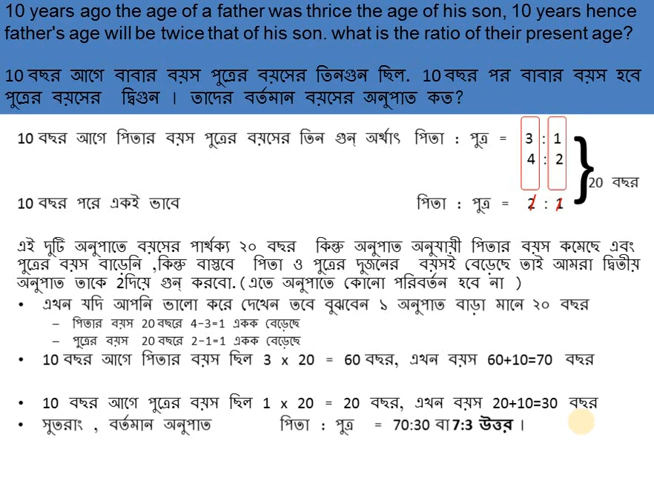 10 years ago the age of a father was thrice the age of his son, 10 years hence
father's age will be twice that of his son. what is the ratio of their present age?
10 বছর আগে বাবার বয়স পুত্রের বয়সের তিনগুন ছিল. 10 বছর পর বাবার বয়স হবে
পুত্রের বয়সের দ্বিগুন । তাদের বর্তমান বয়সের অনুপাত কত?
10 বছর আগে পিতার বয়স পুত্রের বয়সের তিন গুন্ অর্থাৎ পিতা : পুত্র = 3 : 1
4 : 2
20 বছর
10 বছর পরে একই ভাবে পিতা : পুত্র = 2 : 1
এই দুটি অনুপাতে বয়সের পার্থক্য ২০ বছর কিন্তু অনুপাত অনুযায়ী পিতার বয়স কমেছে এবং
পুত্রের বয়স বাড়েনি ,কিন্তু বাস্তবে পিতা ও পুত্রের দুজনের বয়সই বেড়েছে তাই আমরা দ্বিতীয়
অনুপাত তাকে 2দিয়ে গুন্ করবো.(এতে অনুপাতে কোনো পরিবর্তন হবে না )
• এখন যদি আপনি ভালো করে দেখেন তবে বুঝবেন ১ অনুপাত বাড়া মানে ২০ বছর
– পিতার বয়স 20বছরে 4-3=1 একক বেড়েছে
– পুত্রের বয়স 20বছরে 2-1=1 একক বেড়েছে
• 10 বছর আগে পিতার বয়স ছিল 3 x 20 = 60 বছর, এখন বয়স 60+10=70 বছর
• 10 বছর আগে পুত্রের বয়স ছিল 1 x 20 = 20 বছর, এখন বয়স 20+10=30 বছর
• সুতরাং , বর্তমান অনুপাত পিতা : পুত্র = 70:30 বা 7:3 উত্তর ।